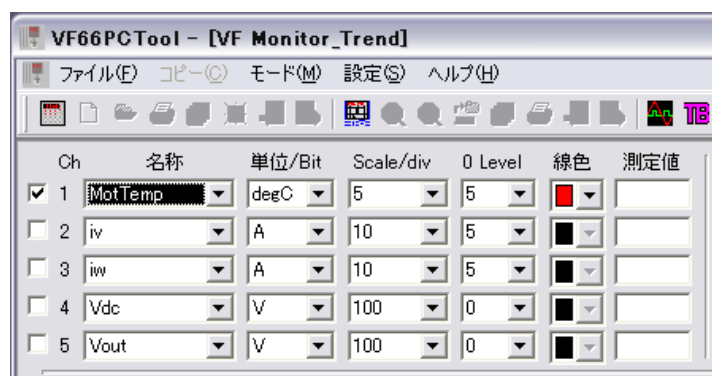 VF66PCTool - [VF Monitor_Trend]
ファイル(F) コピー(C) モード(M) 設定(S) ヘルプ(H)
TB
Ch 名称 単位/Bit Scale/div 0 Level 線色 測定値
1 MotTemp degC 5 5
2 iv A 10 5
3 iw A 10 5
4 Vdc V 100 0
5 Vout V 100 0